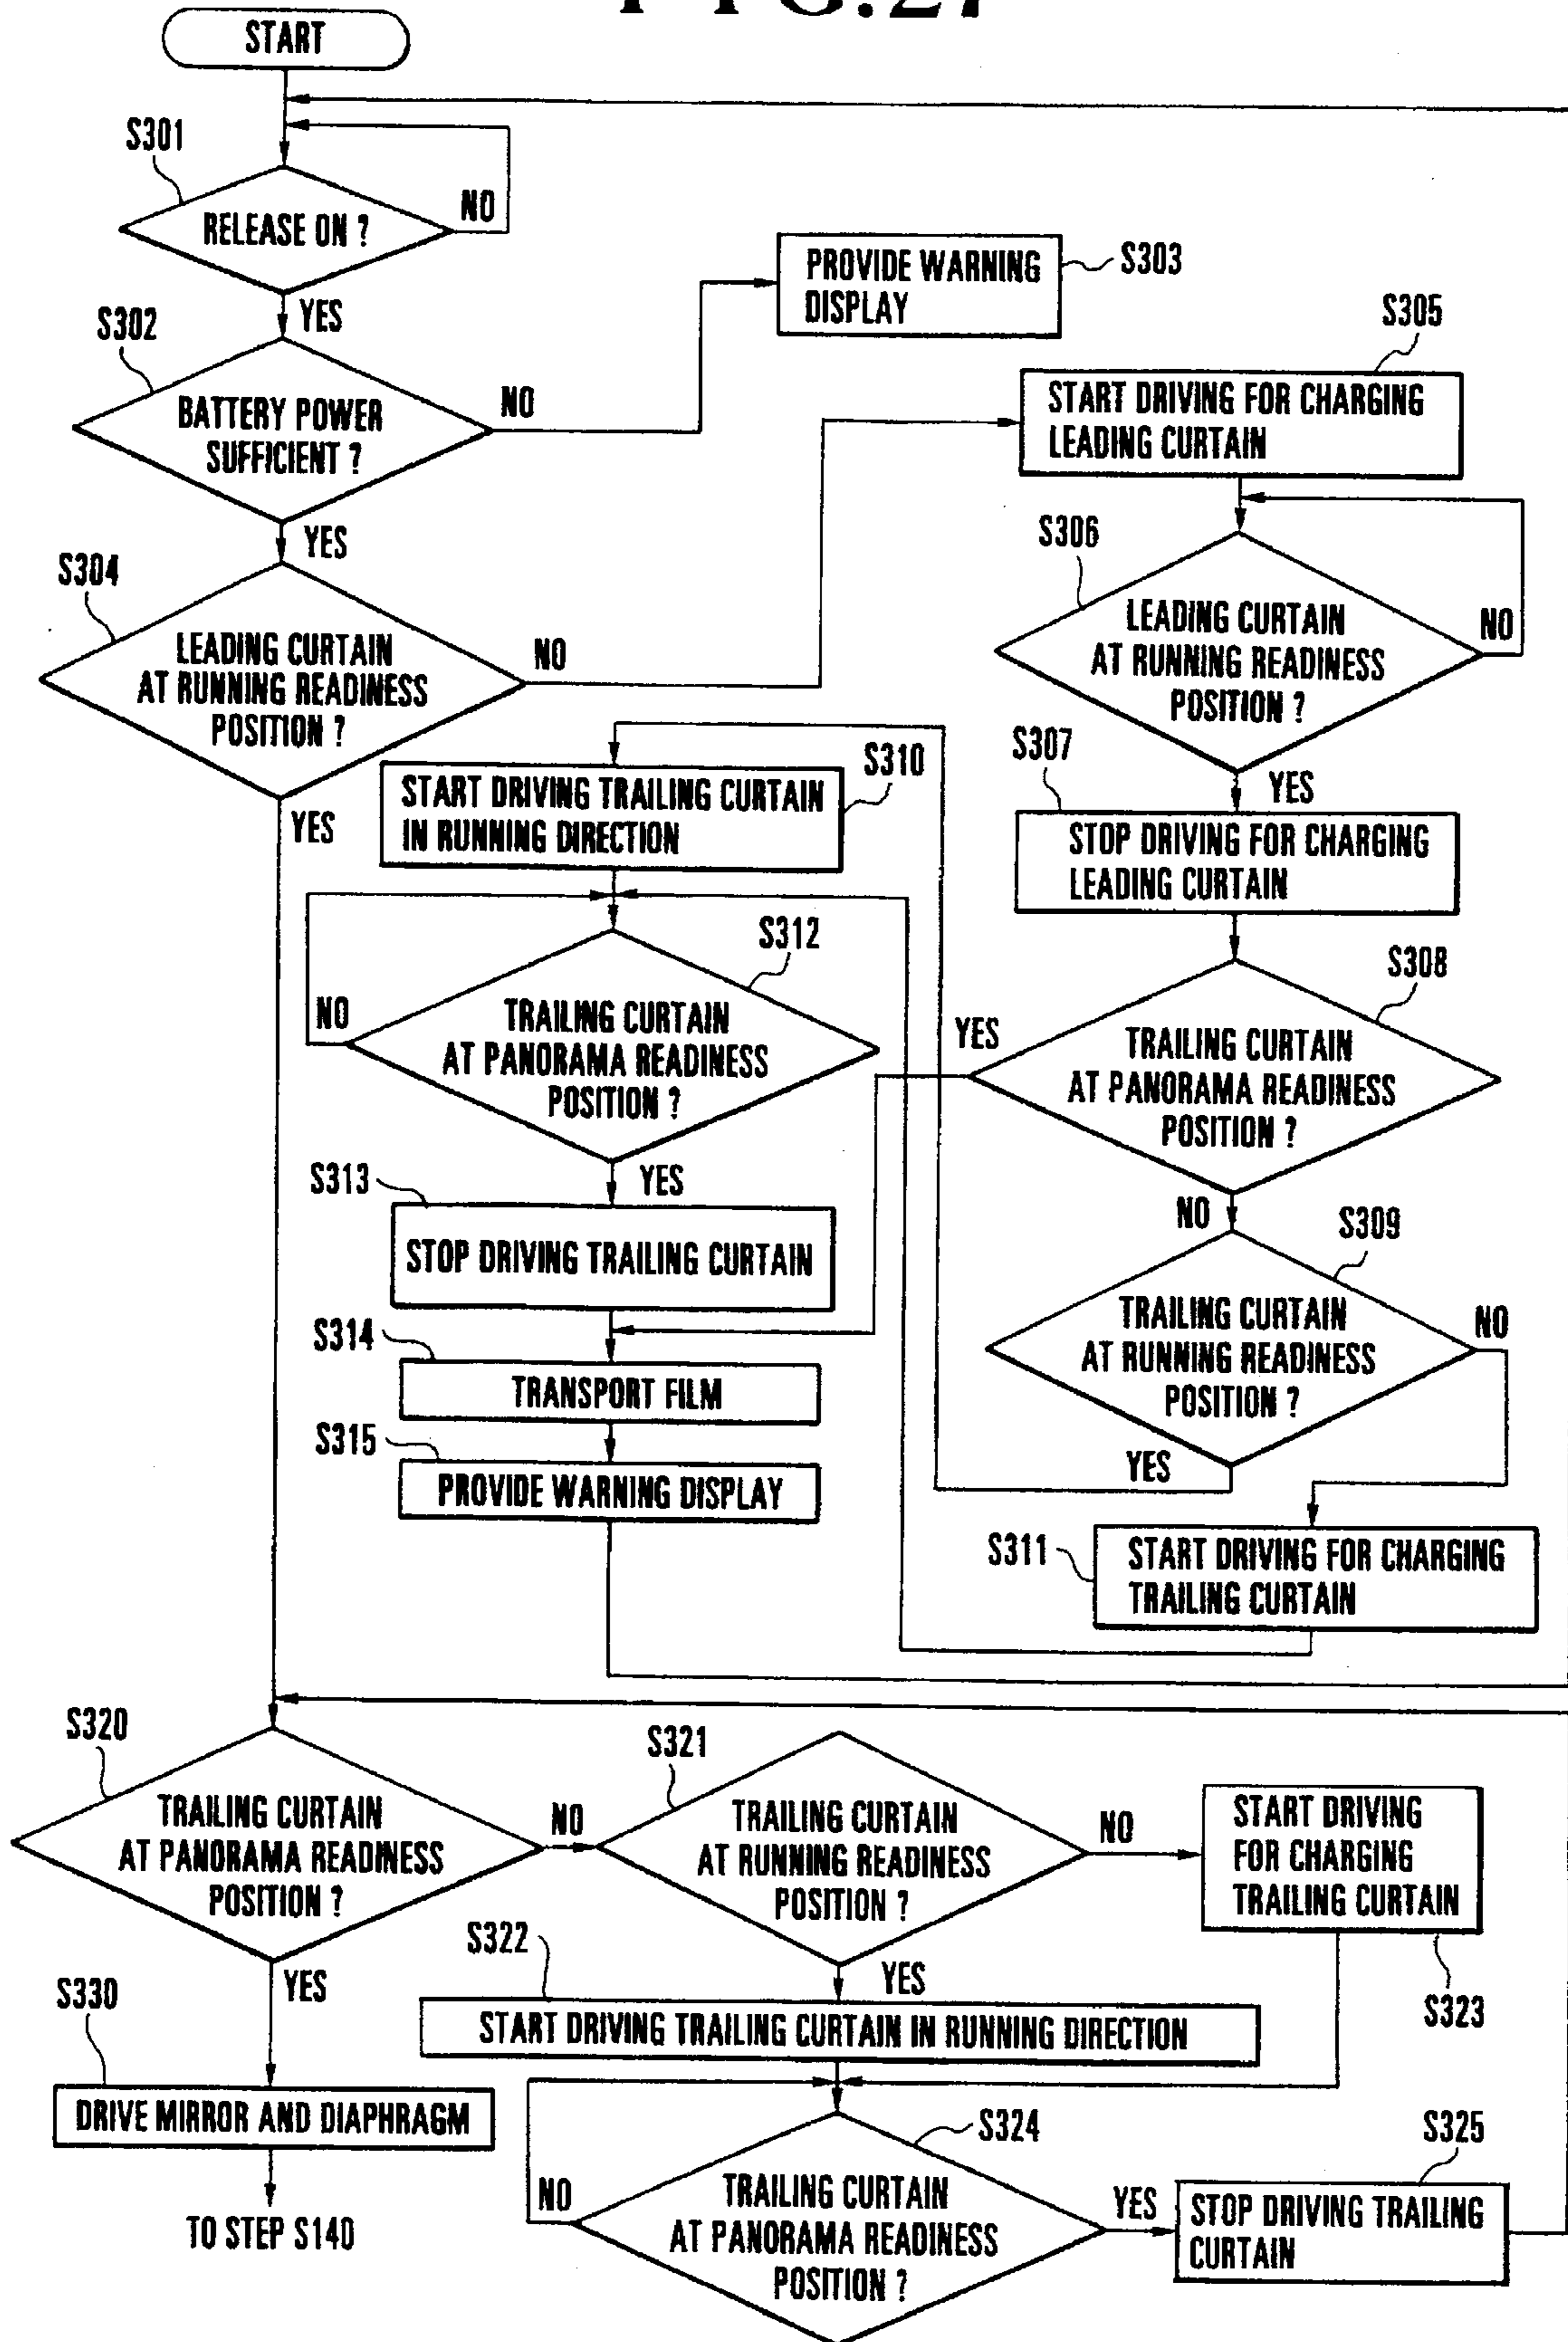 FIG.27
START
S301
RELEASE ON ?
NO
YES
S302
BATTERY POWER
SUFFICIENT ?
NO
PROVIDE WARNING
DISPLAY
S303
YES
S304
LEADING CURTAIN
AT RUNNING READINESS
POSITION ?
NO
YES
S305
START DRIVING FOR CHARGING
LEADING CURTAIN
S306
LEADING CURTAIN
AT RUNNING READINESS
POSITION ?
NO
YES
S307
STOP DRIVING FOR CHARGING
LEADING CURTAIN
S308
TRAILING CURTAIN
AT PANORAMA READINESS
POSITION ?
YES
NO
S309
TRAILING CURTAIN
AT RUNNING READINESS
POSITION ?
NO
YES
S310
START DRIVING TRAILING CURTAIN
IN RUNNING DIRECTION
S311
START DRIVING FOR CHARGING
TRAILING CURTAIN
S312
TRAILING CURTAIN
AT PANORAMA READINESS
POSITION ?
NO
YES
S313
STOP DRIVING TRAILING CURTAIN
S314
TRANSPORT FILM
S315
PROVIDE WARNING DISPLAY
S320
TRAILING CURTAIN
AT PANORAMA READINESS
POSITION ?
NO
YES
S321
TRAILING CURTAIN
AT RUNNING READINESS
POSITION ?
NO
YES
START DRIVING
FOR CHARGING
TRAILING CURTAIN
S323
S322
START DRIVING TRAILING CURTAIN IN RUNNING DIRECTION
S330
DRIVE MIRROR AND DIAPHRAGM
TO STEP S140
S324
TRAILING CURTAIN
AT PANORAMA READINESS
POSITION ?
NO
YES
S325
STOP DRIVING TRAILING
CURTAIN